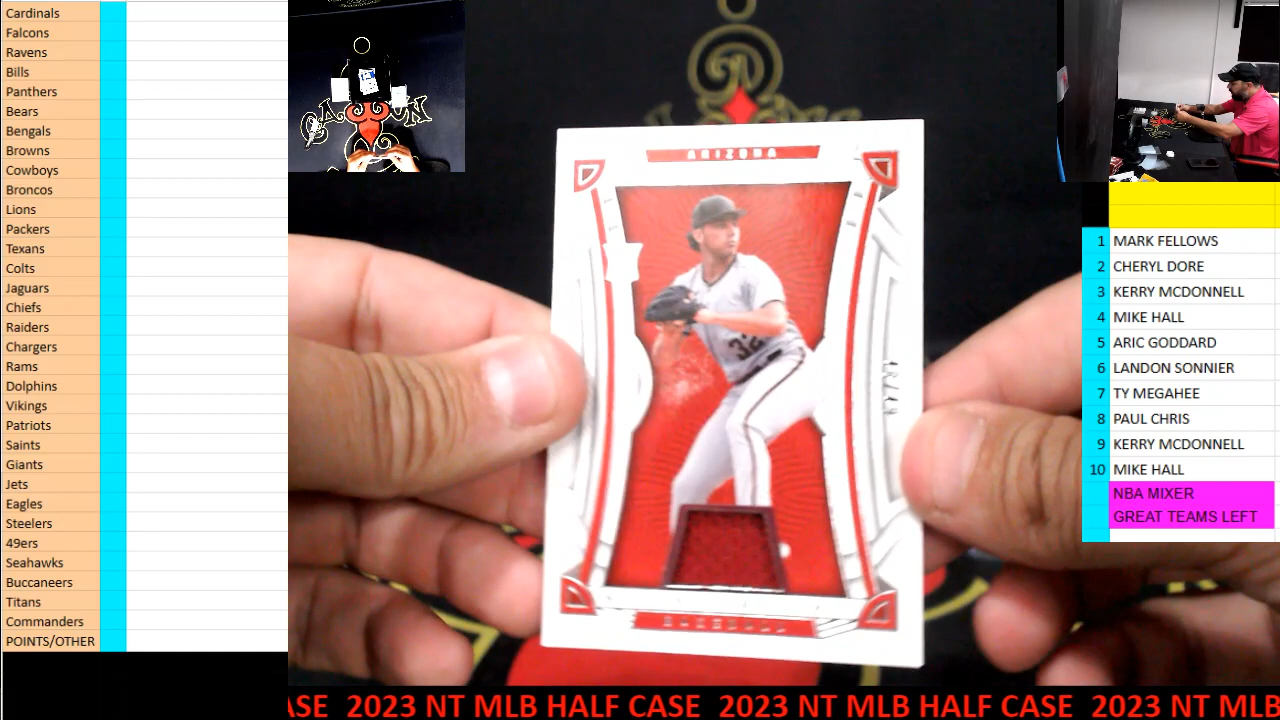 Cardinals
Falcons
Ravens
Bills
Panthers
Bears
Bengals
Browns
Cowboys
Broncos
Lions
Packers
Texans
Colts
Jaguars
Chiefs
Raiders
Chargers
Rams
Dolphins
Vikings
Patriots
Saints
Giants
Jets
Eagles
Steelers
49ers
Seahawks
Buccaneers
Titans
Commanders
POINTS/OTHER
ARIZONA
32
BASEBALL
1 MARK FELLOWS
2 CHERYL DORE
3 KERRY MCDONNELL
4 MIKE HALL
5 ARIC GODDARD
6 LANDON SONNIER
7 TY MEGAHEE
8 PAUL CHRIS
9 KERRY MCDONNELL
10 MIKE HALL
NBA MIXER
GREAT TEAMS LEFT
ASE 2023 NT MLB HALF CASE 2023 NT MLB HALF CASE 2023 NT MLB